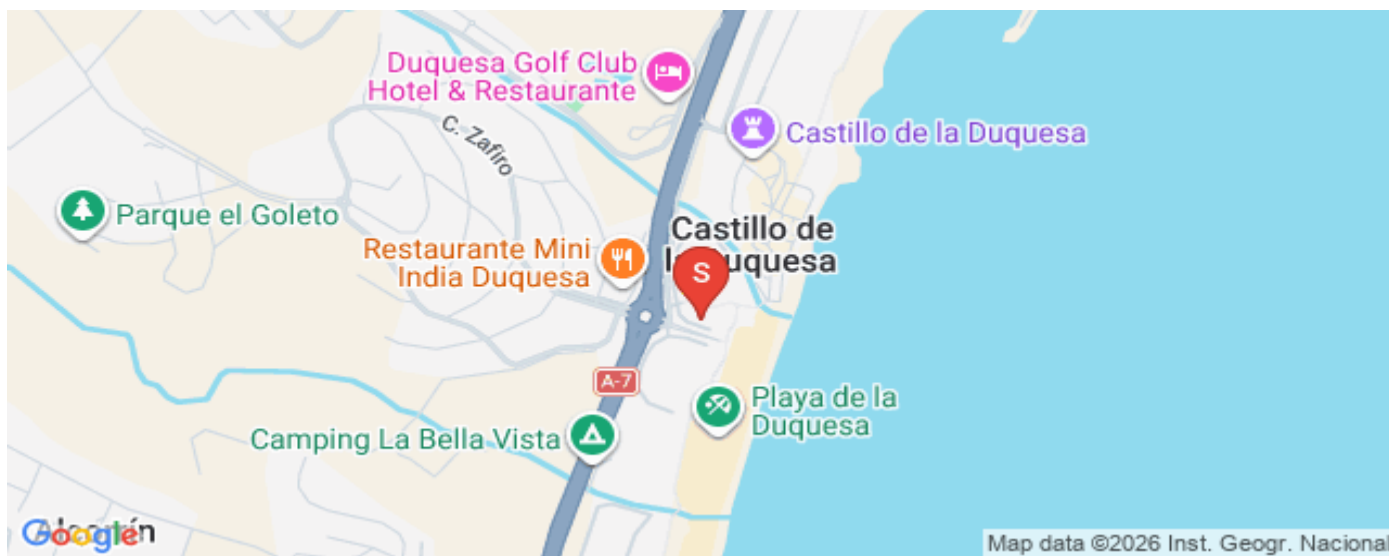 Duquesa Golf Club
Hotel & Restaurante
C. Zafiro
Castillo de la Duquesa
Parque el Goleto
Castillo de
Restaurante Mini
India Duquesa
S
A-7
Playa de la
Duquesa
Camping La Bella Vista
Google
Map data ©2026 Inst. Geogr. Nacional